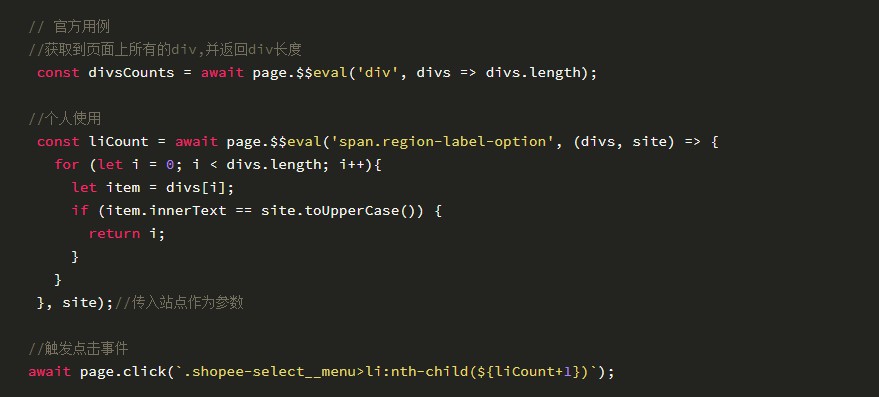 // 官方用例
//获取到页面上所有的div,并返回div长度
const divsCounts = await page.$$eval('div', divs => divs.length);
//个人使用
const liCount = await page.$$eval('span.region-label-option', (divs, site) => {
for (let i = 0; i < divs.length; i++){
let item = divs[i];
if (item.innerText == site.toUpperCase()) {
return i;
}
}
}, site);//传入站点作为参数
//触发点击事件
await page.click(`.shopee-select__menu>li:nth-child(${liCount+1})`);